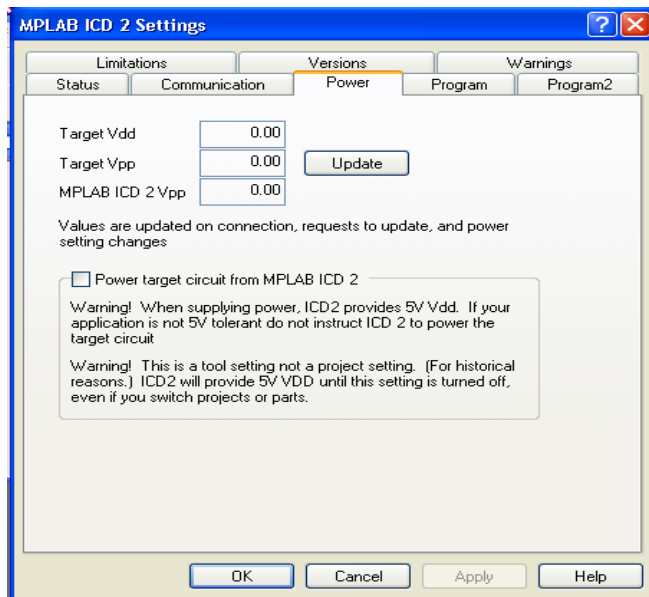 MPLAB ICD 2 Settings
Limitations Versions Warnings
Status Communication Power Program Program2
Target Vdd 0.00
Target Vpp 0.00 Update
MPLAB ICD 2 Vpp 0.00
Values are updated on connection, requests to update, and power
setting changes
Power target circuit from MPLAB ICD 2
Warning! When supplying power, ICD2 provides 5V Vdd. If your
application is not 5V tolerant do not instruct ICD 2 to power the
target circuit
Warning! This is a tool setting not a project setting. (For historical
reasons.) ICD2 will provide 5V VDD until this setting is turned off,
even if you switch projects or parts.
OK Cancel Apply Help